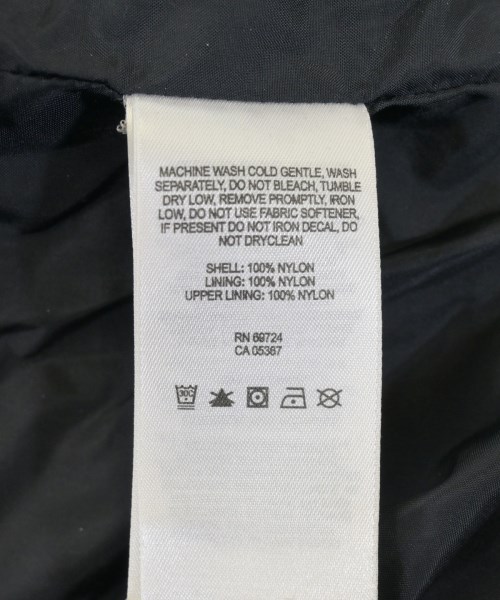 MACHINE WASH COLD GENTLE, WASH
SEPARATELY, DO NOT BLEACH, TUMBLE
DRY LOW, REMOVE PROMPTLY, IRON
LOW, DO NOT USE FABRIC SOFTENER,
IF PRESENT DO NOT IRON DECAL, DO
NOT DRYCLEAN
SHELL: 100% NYLON
LINING: 100% NYLON
UPPER LINING: 100% NYLON
RN 69724
CA 05387
30C